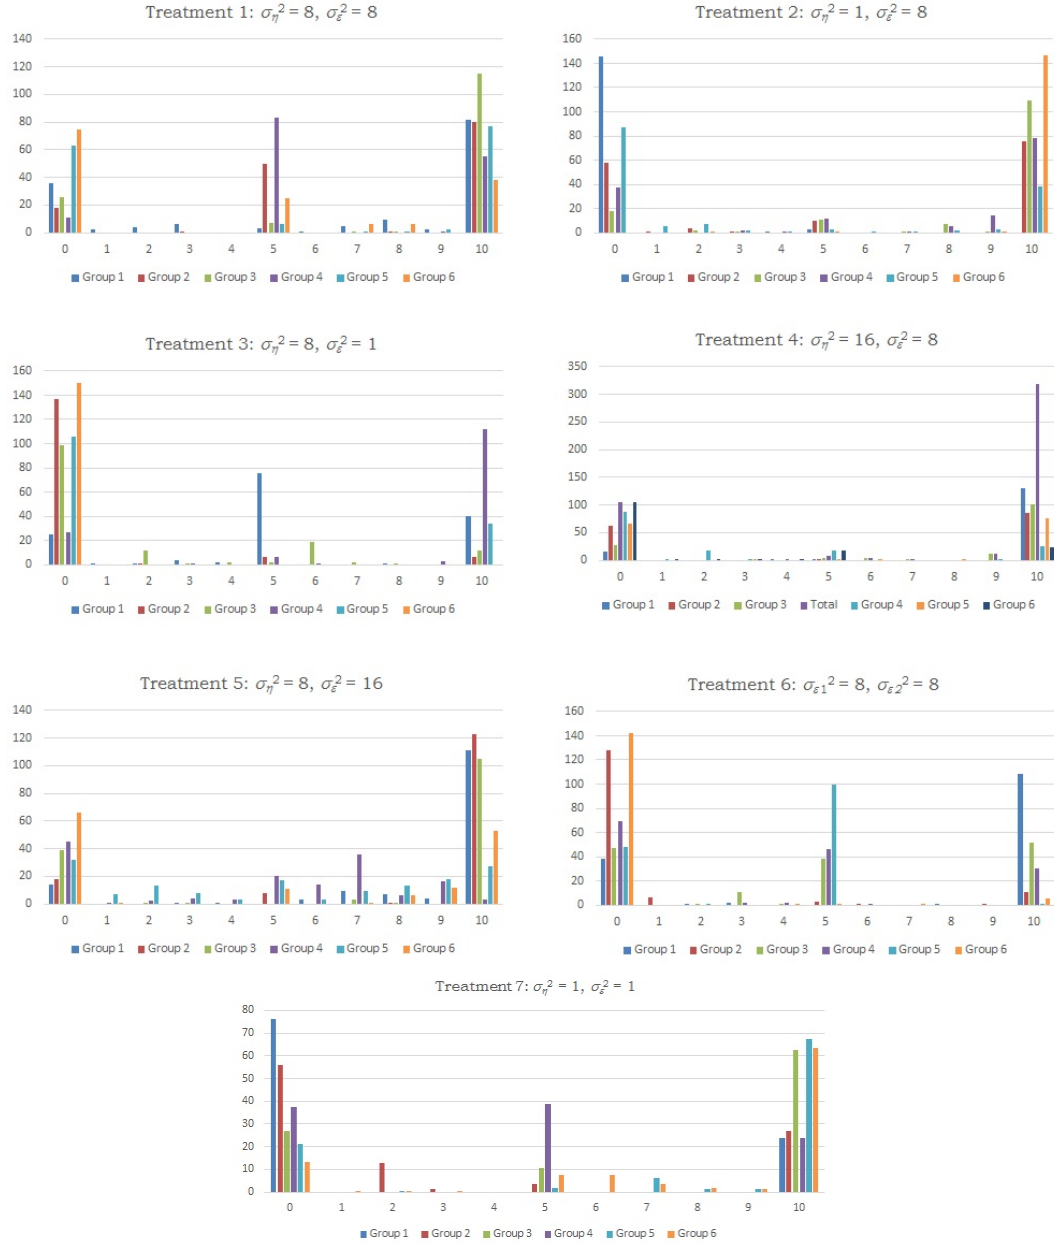 Treatment 1: ση² = 8, σε² = 8
140
120
100
80
60
40
20
0
0 1 2 3 4 5 6 7 8 9 10
Group 1 Group 2 Group 3 Group 4 Group 5 Group 6
Treatment 2: ση² = 1, σε² = 8
160
140
120
100
80
60
40
20
0
0 1 2 3 4 5 6 7 8 9 10
Group 1 Group 2 Group 3 Group 4 Group 5 Group 6
Treatment 3: ση² = 8, σε² = 1
160
140
120
100
80
60
40
20
0
0 1 2 3 4 5 6 7 8 9 10
Group 1 Group 2 Group 3 Group 4 Group 5 Group 6
Treatment 4: ση² = 16, σε² = 8
350
300
250
200
150
100
50
0
0 1 2 3 4 5 6 7 8 9 10
Group 1 Group 2 Group 3 Total Group 4 Group 5 Group 6
Treatment 5: ση² = 8, σε² = 16
140
120
100
80
60
40
20
0
0 1 2 3 4 5 6 7 8 9 10
Group 1 Group 2 Group 3 Group 4 Group 5 Group 6
Treatment 6: σε1² = 8, σε2² = 8
160
140
120
100
80
60
40
20
0
0 1 2 3 4 5 6 7 8 9 10
Group 1 Group 2 Group 3 Group 4 Group 5 Group 6
Treatment 7: ση² = 1, σε² = 1
80
70
60
50
40
30
20
10
0
0 1 2 3 4 5 6 7 8 9 10
Group 1 Group 2 Group 3 Group 4 Group 5 Group 6